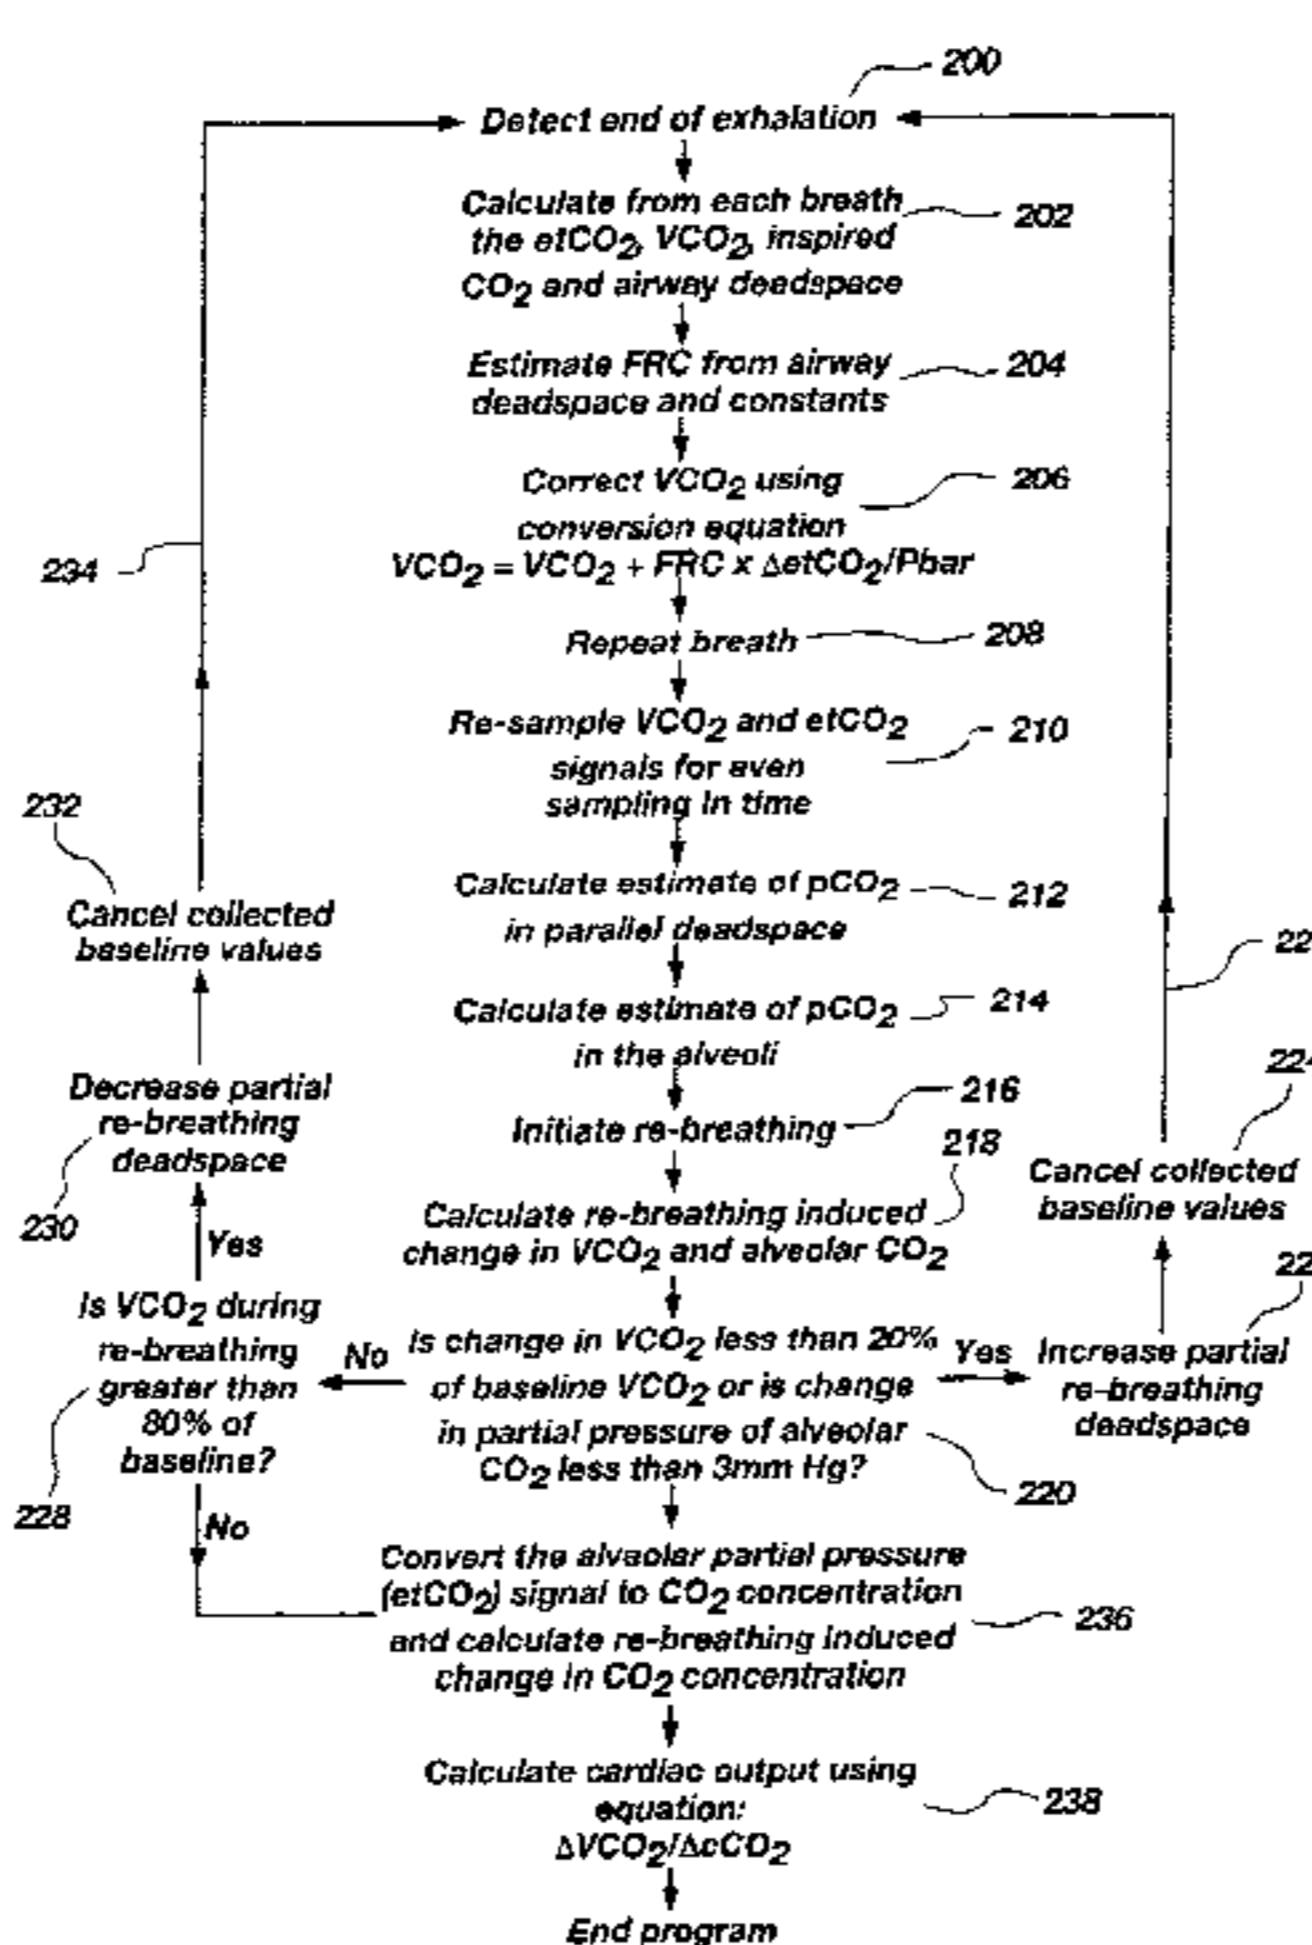 200
Detect end of exhalation
Calculate from each breath
the etCO2, VCO2, inspired
CO2 and airway deadspace
202
Estimate FRC from airway
deadspace and constants
204
Correct VCO2 using
conversion equation
VCO2 = VCO2 + FRC x ΔetCO2/Pbar
206
234
Repeat breath
208
Re-sample VCO2 and etCO2
signals for even
sampling in time
210
232
Cancel collected
baseline values
Calculate estimate of pCO2
in parallel deadspace
212
22
Calculate estimate of pCO2
in the alveoli
214
Decrease partial
re-breathing
deadspace
230
Initiate re-breathing
216
224
Cancel collected
baseline values
218
Calculate re-breathing induced
change in VCO2 and alveolar CO2
Yes
Is VCO2 during
re-breathing
greater than
80% of
baseline?
228
No
Is change in VCO2 less than 20%
of baseline VCO2 or is change
in partial pressure of alveolar
CO2 less than 3mm Hg?
220
Yes
22
Increase partial
re-breathing
deadspace
No
Convert the alveolar partial pressure
(etCO2) signal to CO2 concentration
and calculate re-breathing induced
change in CO2 concentration
236
Calculate cardiac output using
equation:
ΔVCO2/ΔcCO2
238
End program